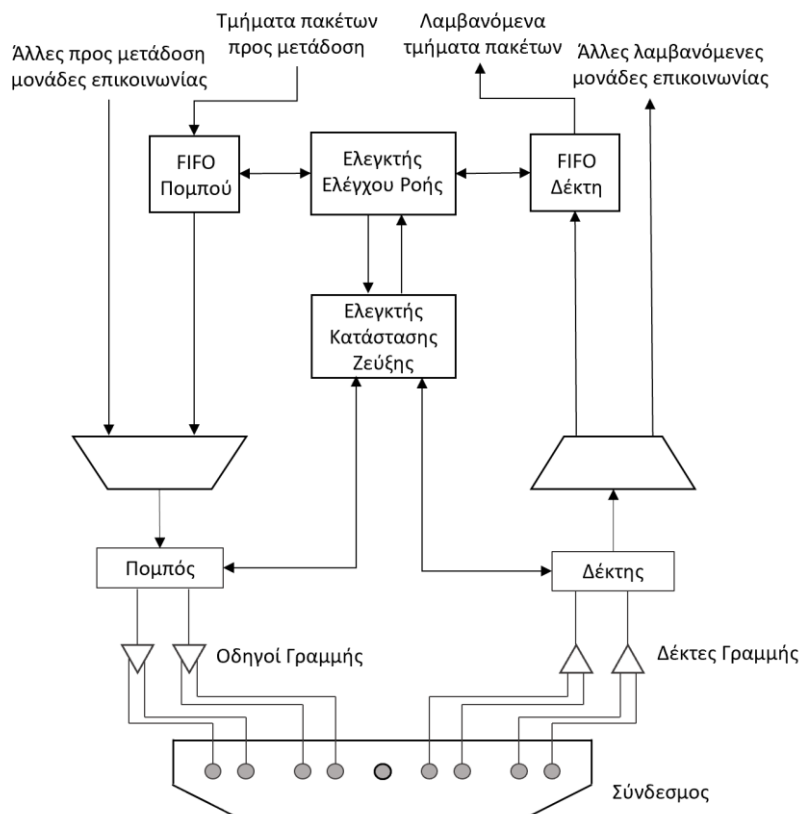 Άλλες προς μετάδοση
μονάδες επικοινωνίας
Τμήματα πακέτων
προς μετάδοση
Λαμβανόμενα
τμήματα πακέτων
Άλλες λαμβανόμενες
μονάδες επικοινωνίας
FIFO
Πομπού
Ελεγκτής
Ελέγχου Ροής
FIFO
Δέκτη
Ελεγκτής
Κατάστασης
Ζεύξης
Πομπός
Δέκτης
Οδηγοί Γραμμής
Δέκτες Γραμμής
Σύνδεσμος